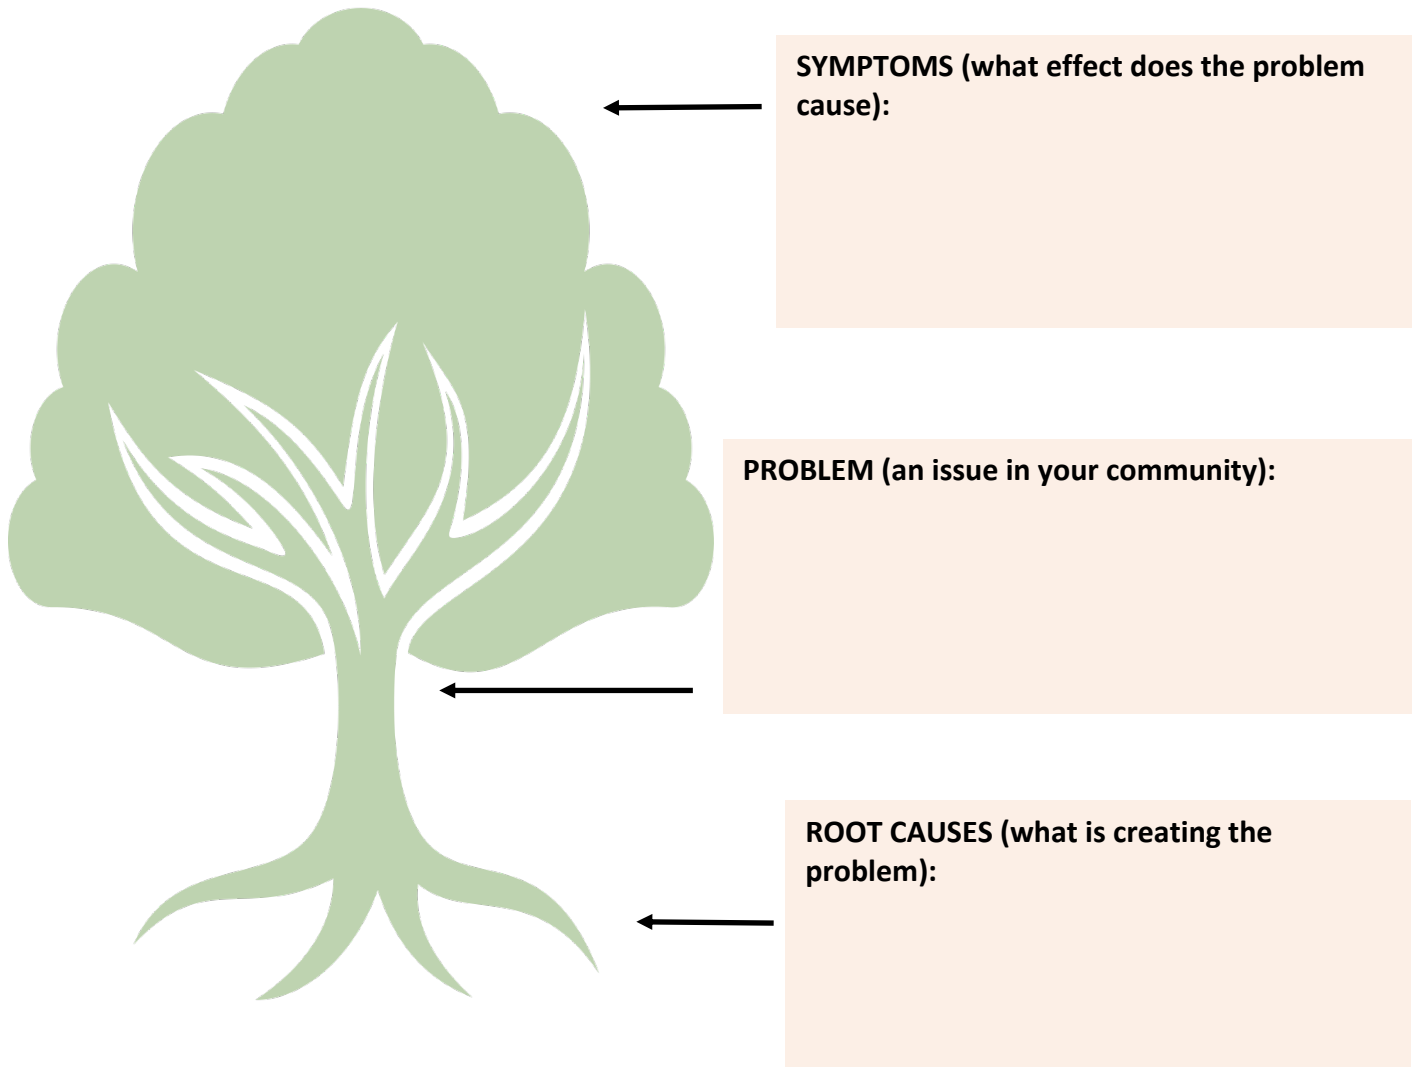 SYMPTOMS (what effect does the problem
cause):
PROBLEM (an issue in your community):
ROOT CAUSES (what is creating the
problem):